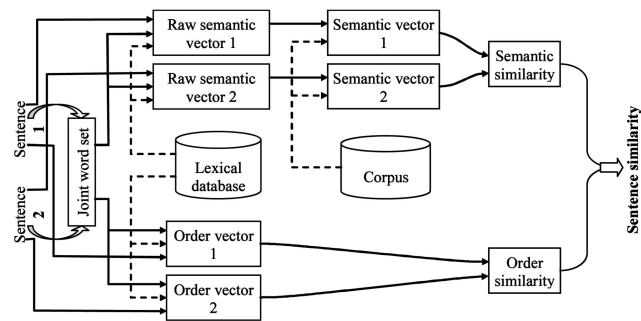 Raw semantic
vector 1
Semantic vector
1
Semantic
similarity
Raw semantic
vector 2
Semantic vector
2
Sentence
1
Joint word set
Lexical
database
Corpus
Sentence similarity
Sentence
2
Order vector
1
Order
similarity
Order vector
2